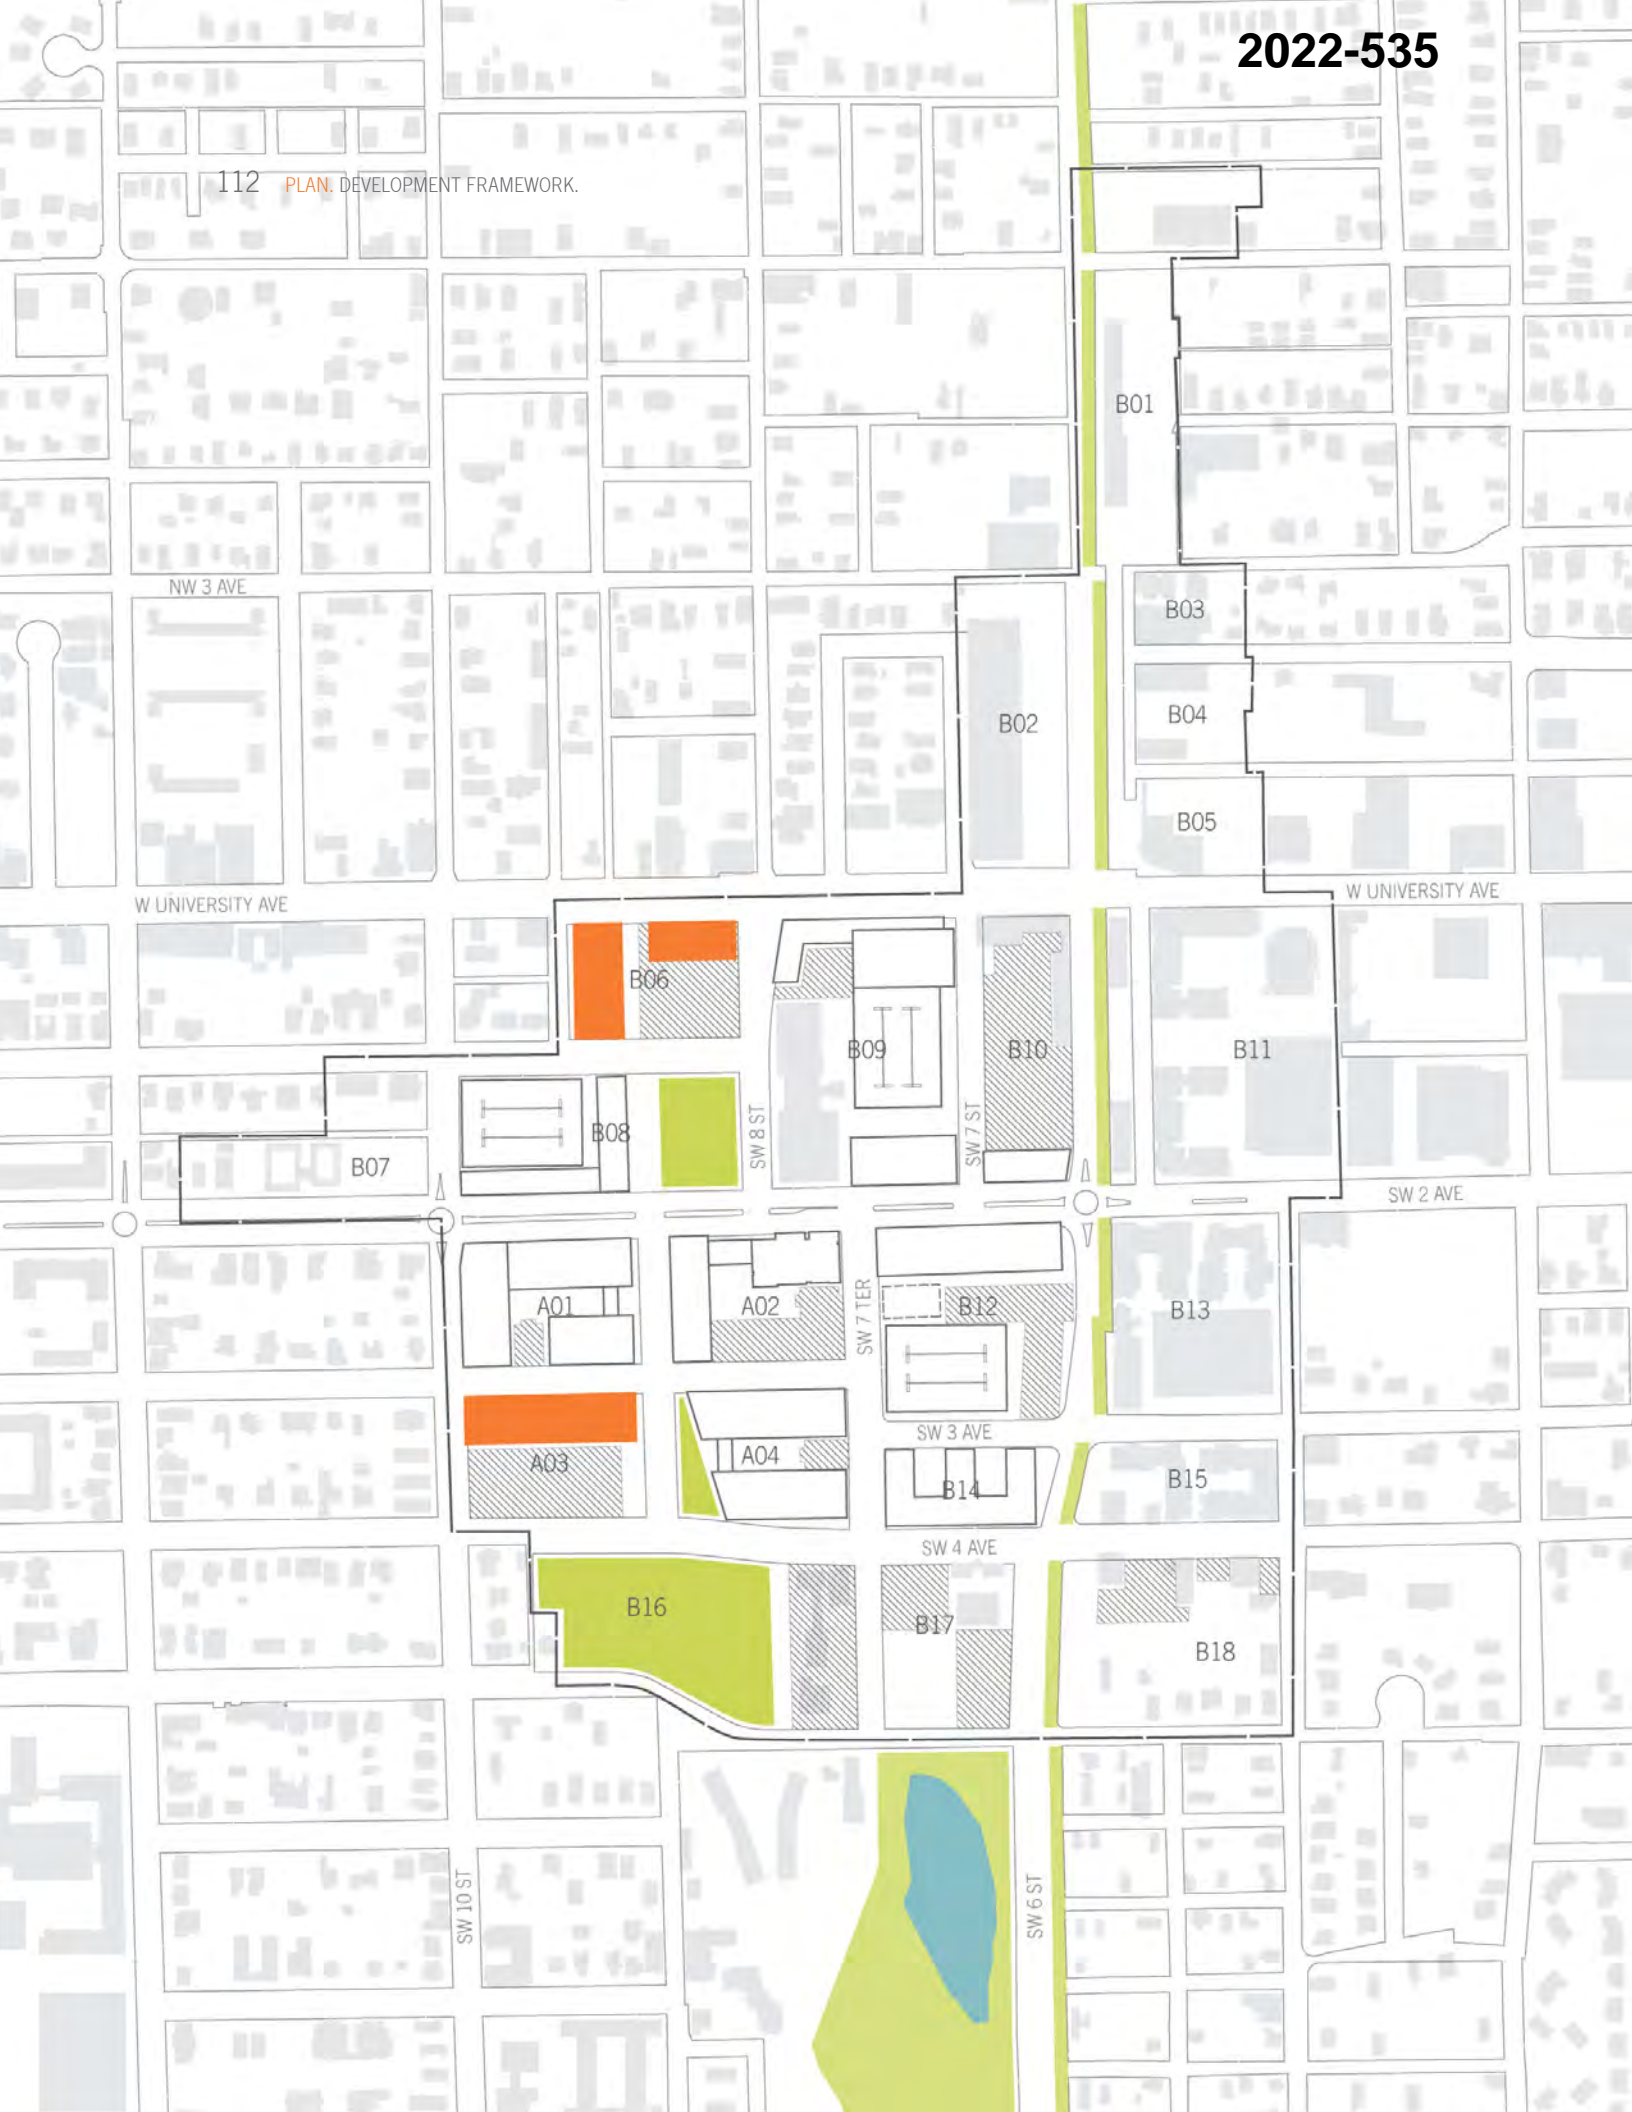 2022-535
112 PLAN. DEVELOPMENT FRAMEWORK.
B01
NW 3 AVE
B03
B04
B02
B05
W UNIVERSITY AVE
W UNIVERSITY AVE
B06
B09
B10
B11
B08
SW 8 ST
SW 7 ST
B07
SW 2 AVE
A01
A02
SW 7 TER
B12
B13
SW 3 AVE
A03
A04
B14
B15
SW 4 AVE
B16
B17
B18
SW 10 ST
SW 6 ST